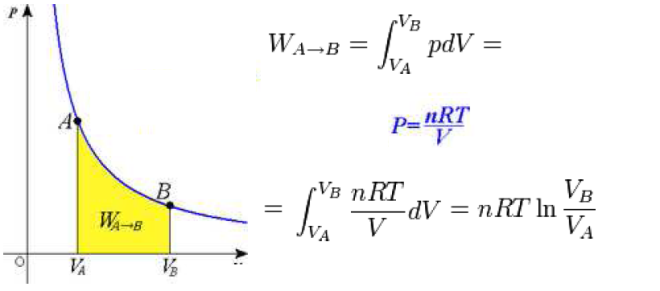 P
A
B
W_{A→B}
O
V_A
V_B
W_{A→B} = ∫_{V_A}^{V_B} pdV =
P=nRT/V
= ∫_{V_A}^{V_B} nRT/V dV = nRT ln V_B/V_A